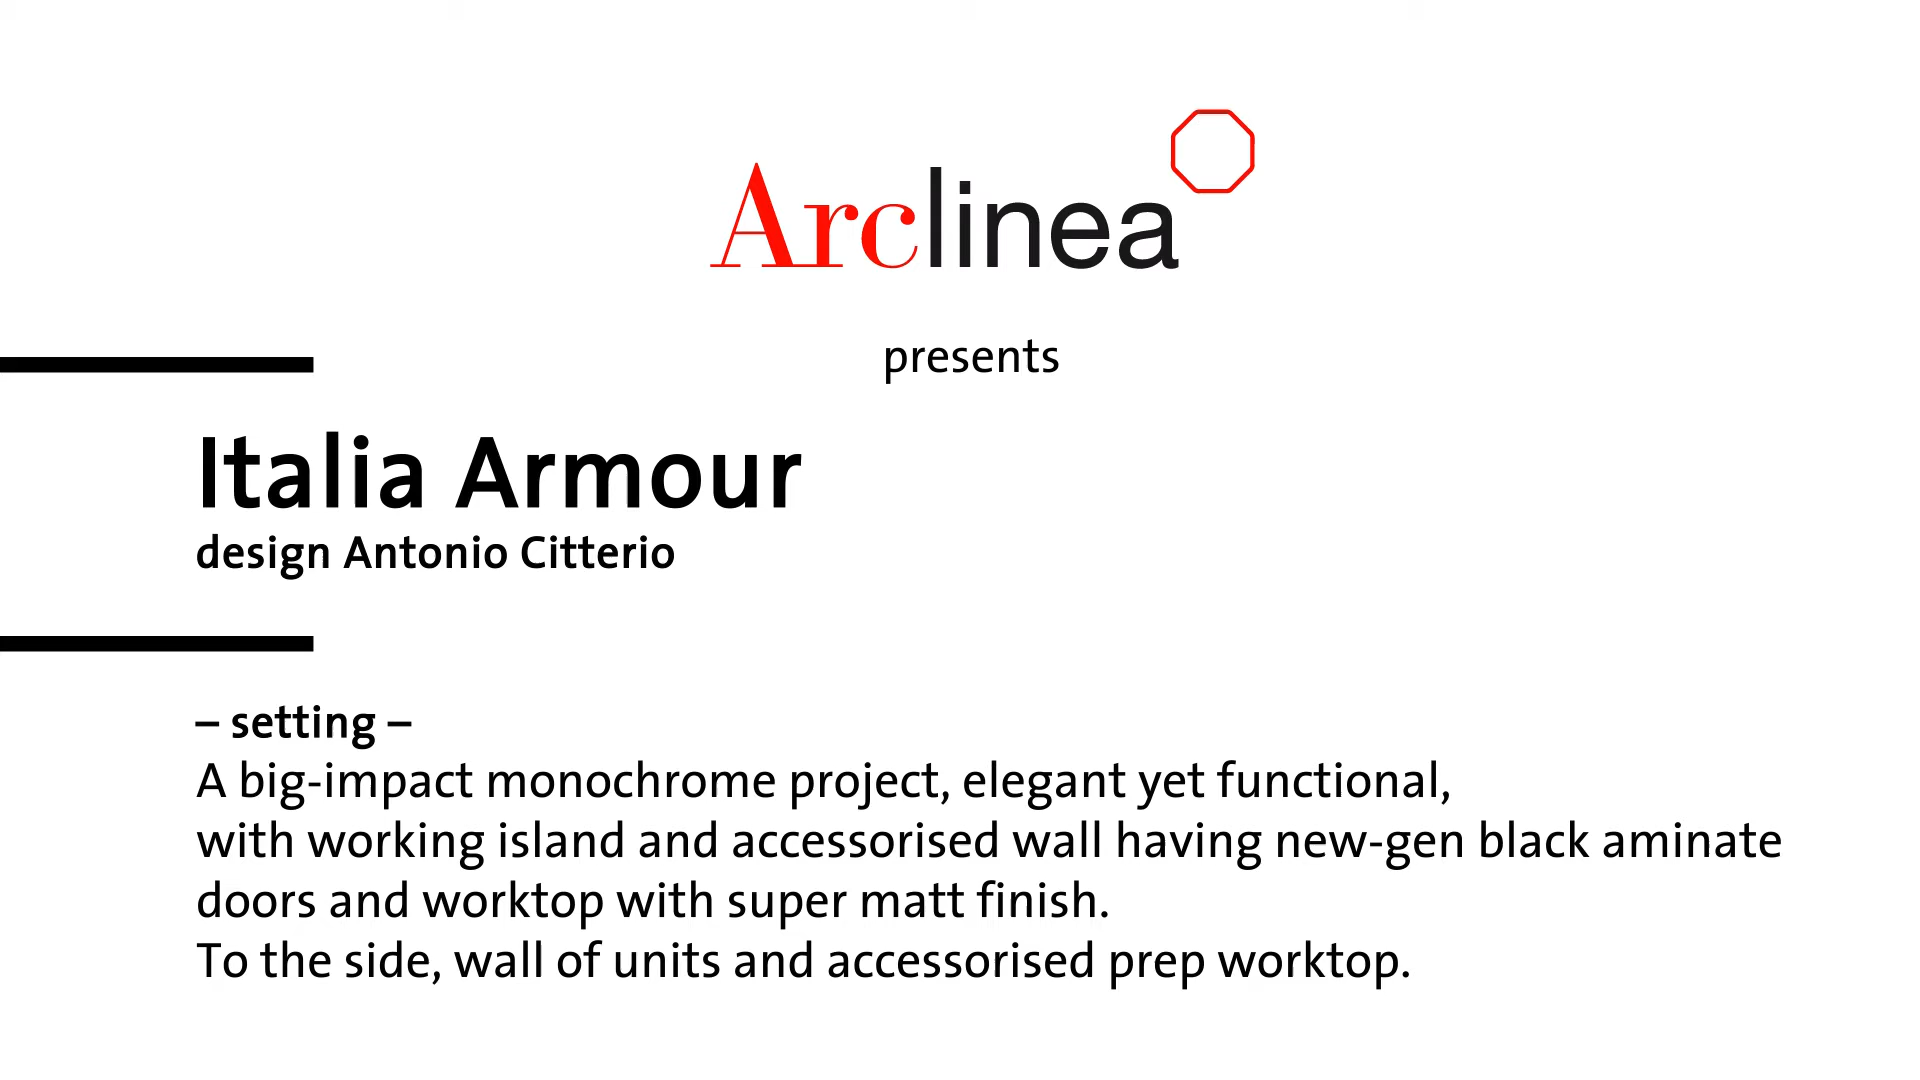 Arclinea
presents
Italia Armour
design Antonio Citterio
– setting –
A big-impact monochrome project, elegant yet functional,
with working island and accessorised wall having new-gen black aminate
doors and worktop with super matt finish.
To the side, wall of units and accessorised prep worktop.